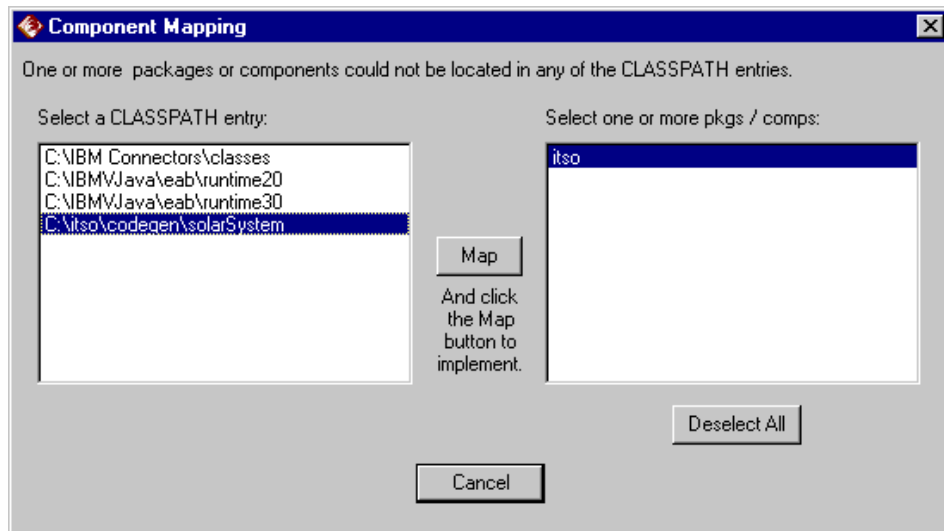 Component Mapping
One or more packages or components could not be located in any of the CLASSPATH entries.
Select a CLASSPATH entry:
Select one or more pkgs / comps:
C:\IBM Connectors\classes
C:\IBMVJava\eab\runtime20
C:\IBMVJava\eab\runtime30
C:\itso\codegen\solarSystem
itso
Map
And click
the Map
button to
implement.
Deselect All
Cancel